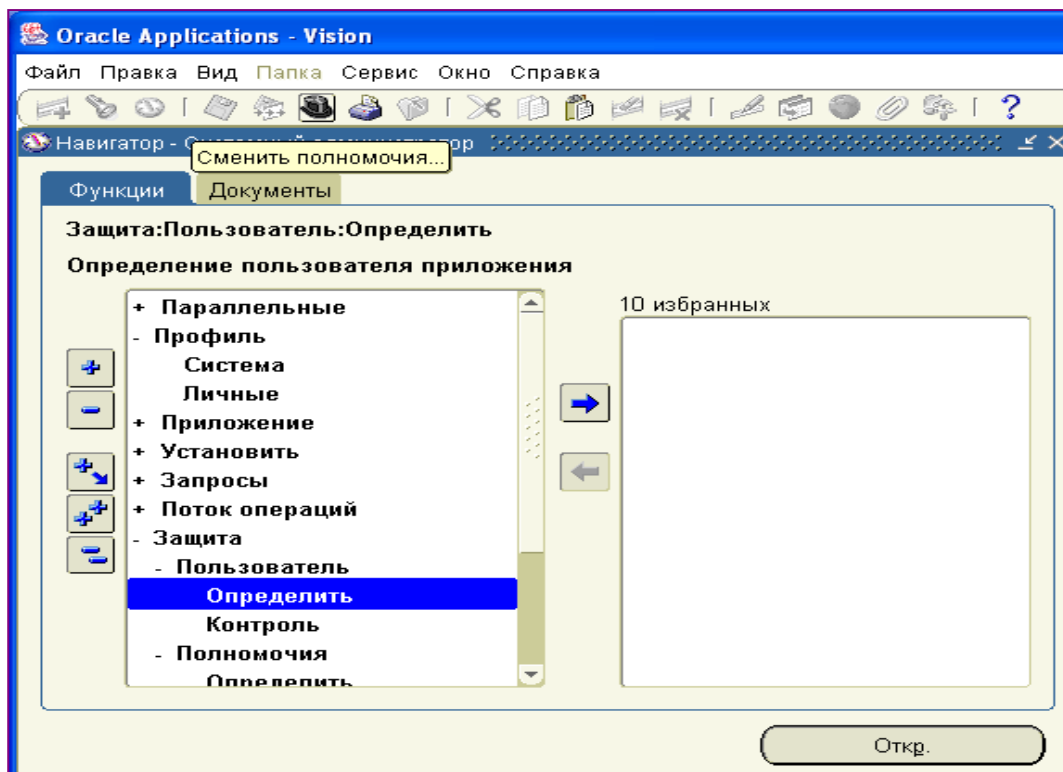 Oracle Applications - Vision
Файл Правка Вид Папка Сервис Окно Справка
Навигатор -
Сменить полномочия...
Функции Документы
Защита:Пользователь:Определить
Определение пользователя приложения
+ Параллельные
- Профиль
Система
Личные
+ Приложение
+ Установить
+ Запросы
+ Поток операций
- Защита
- Пользователь
Определить
Контроль
- Полномочия
Определить
10 избранных
Откр.